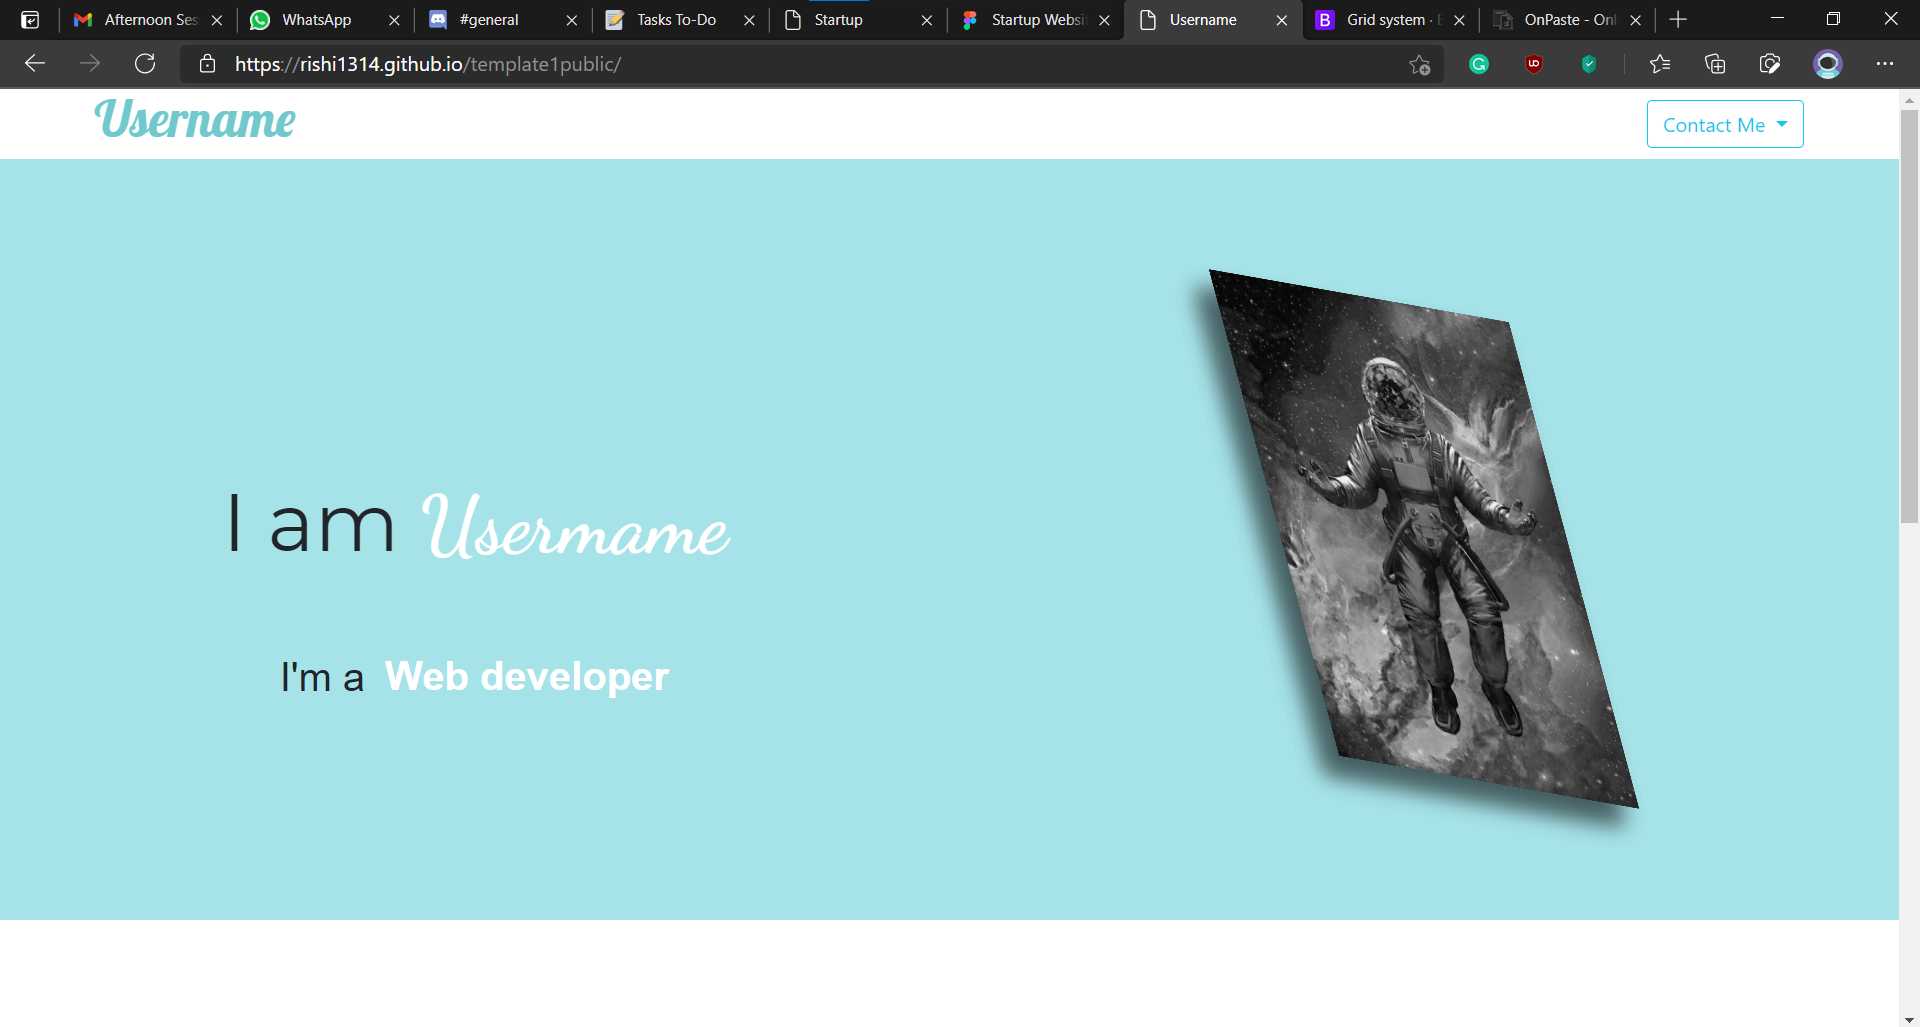 Afternoon Ses
WhatsApp
#general
Tasks To-Do
Startup
Startup Websi
Username
Grid system ·
OnPaste - Onl
https://rishi1314.github.io/template1public/
Username
Contact Me
I am Usermame
I'm a Web developer